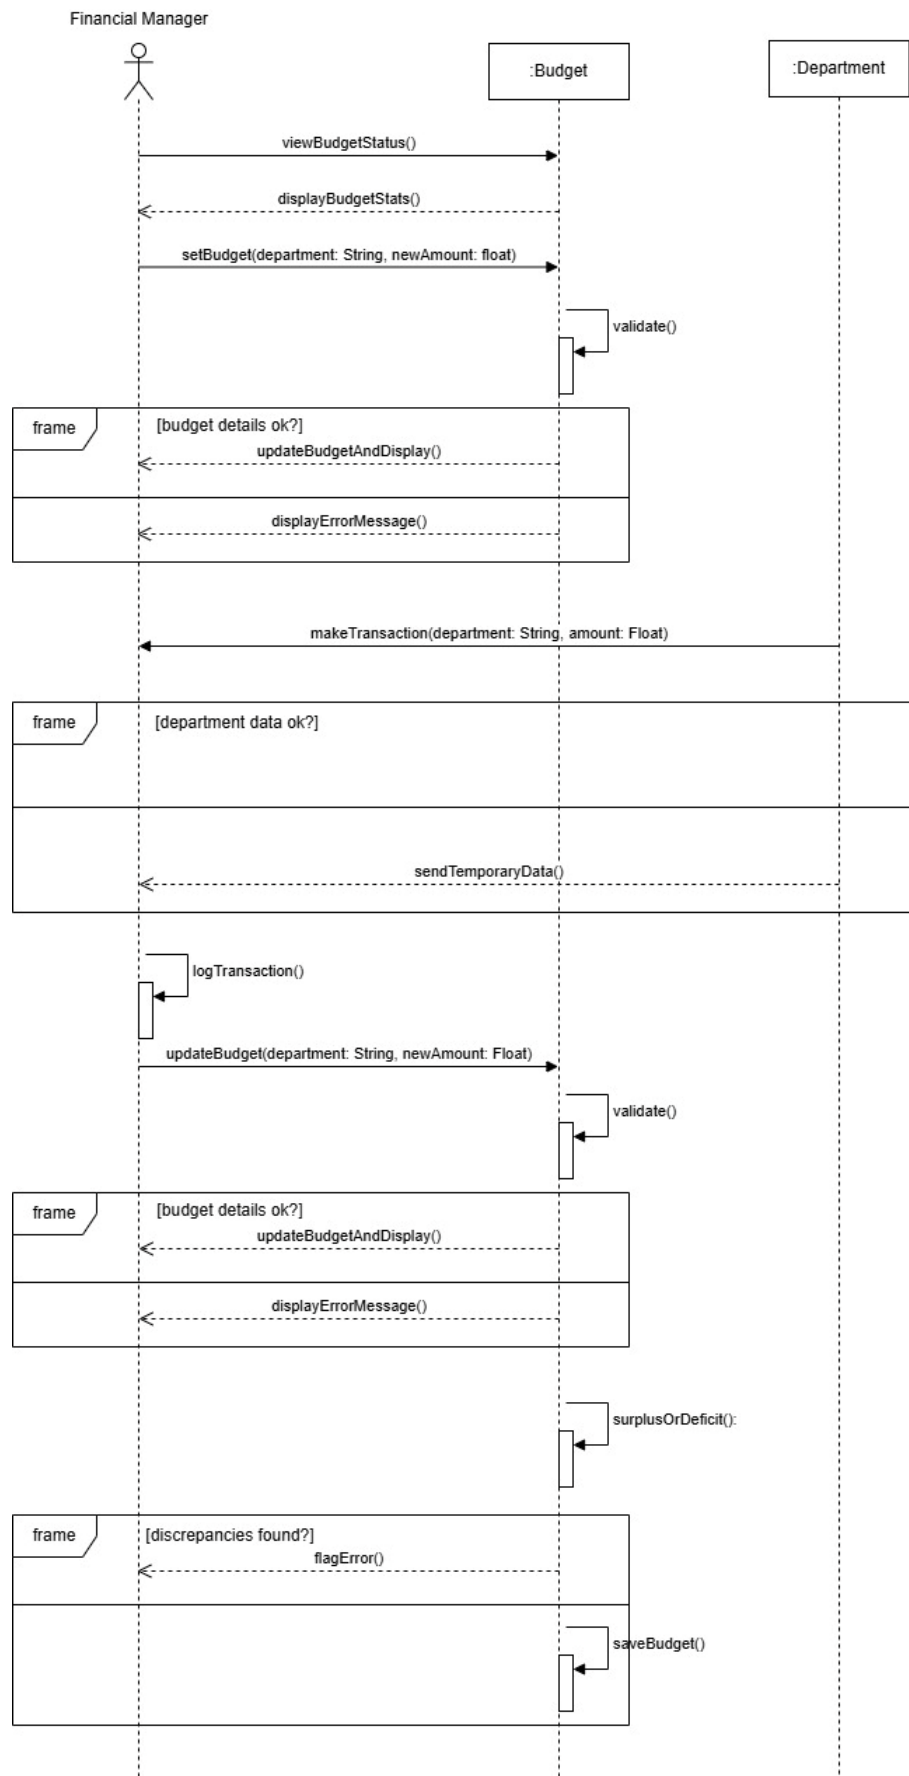 Financial Manager
:Budget
:Department
viewBudgetStatus()
displayBudgetStats()
setBudget(department: String, newAmount: float)
validate()
frame
[budget details ok?]
updateBudgetAndDisplay()
displayErrorMessage()
makeTransaction(department: String, amount: Float)
frame
[department data ok?]
sendTemporaryData()
logTransaction()
updateBudget(department: String, newAmount: Float)
validate()
frame
[budget details ok?]
updateBudgetAndDisplay()
displayErrorMessage()
surplusOrDeficit():
frame
[discrepancies found?]
flagError()
saveBudget()